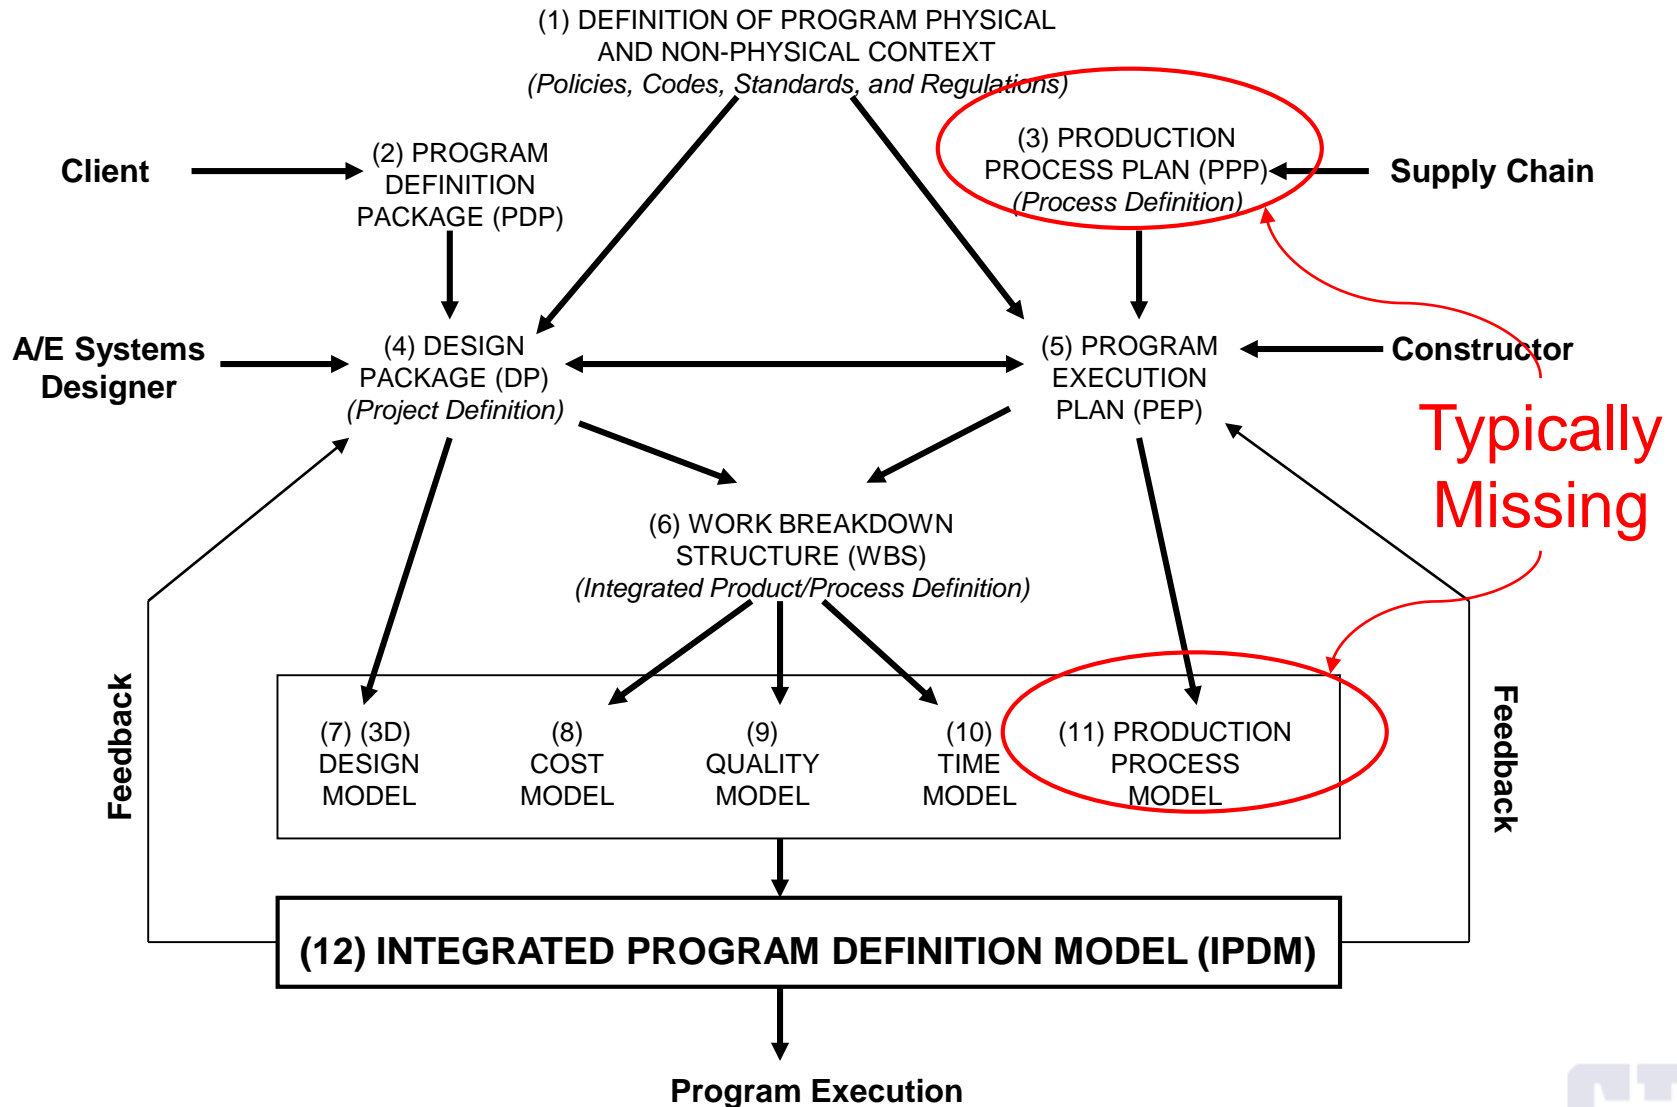 (1) DEFINITION OF PROGRAM PHYSICAL
AND NON-PHYSICAL CONTEXT
(Policies, Codes, Standards, and Regulations)
Client
(2) PROGRAM
DEFINITION
PACKAGE (PDP)
(3) PRODUCTION
PROCESS PLAN (PPP)
(Process Definition)
Supply Chain
A/E Systems
Designer
(4) DESIGN
PACKAGE (DP)
(Project Definition)
(5) PROGRAM
EXECUTION
PLAN (PEP)
Constructor
Typically
Missing
(6) WORK BREAKDOWN
STRUCTURE (WBS)
(Integrated Product/Process Definition)
Feedback
(7) (3D)
DESIGN
MODEL
(8)
COST
MODEL
(9)
QUALITY
MODEL
(10)
TIME
MODEL
(11) PRODUCTION
PROCESS
MODEL
Feedback
(12) INTEGRATED PROGRAM DEFINITION MODEL (IPDM)
Program Execution